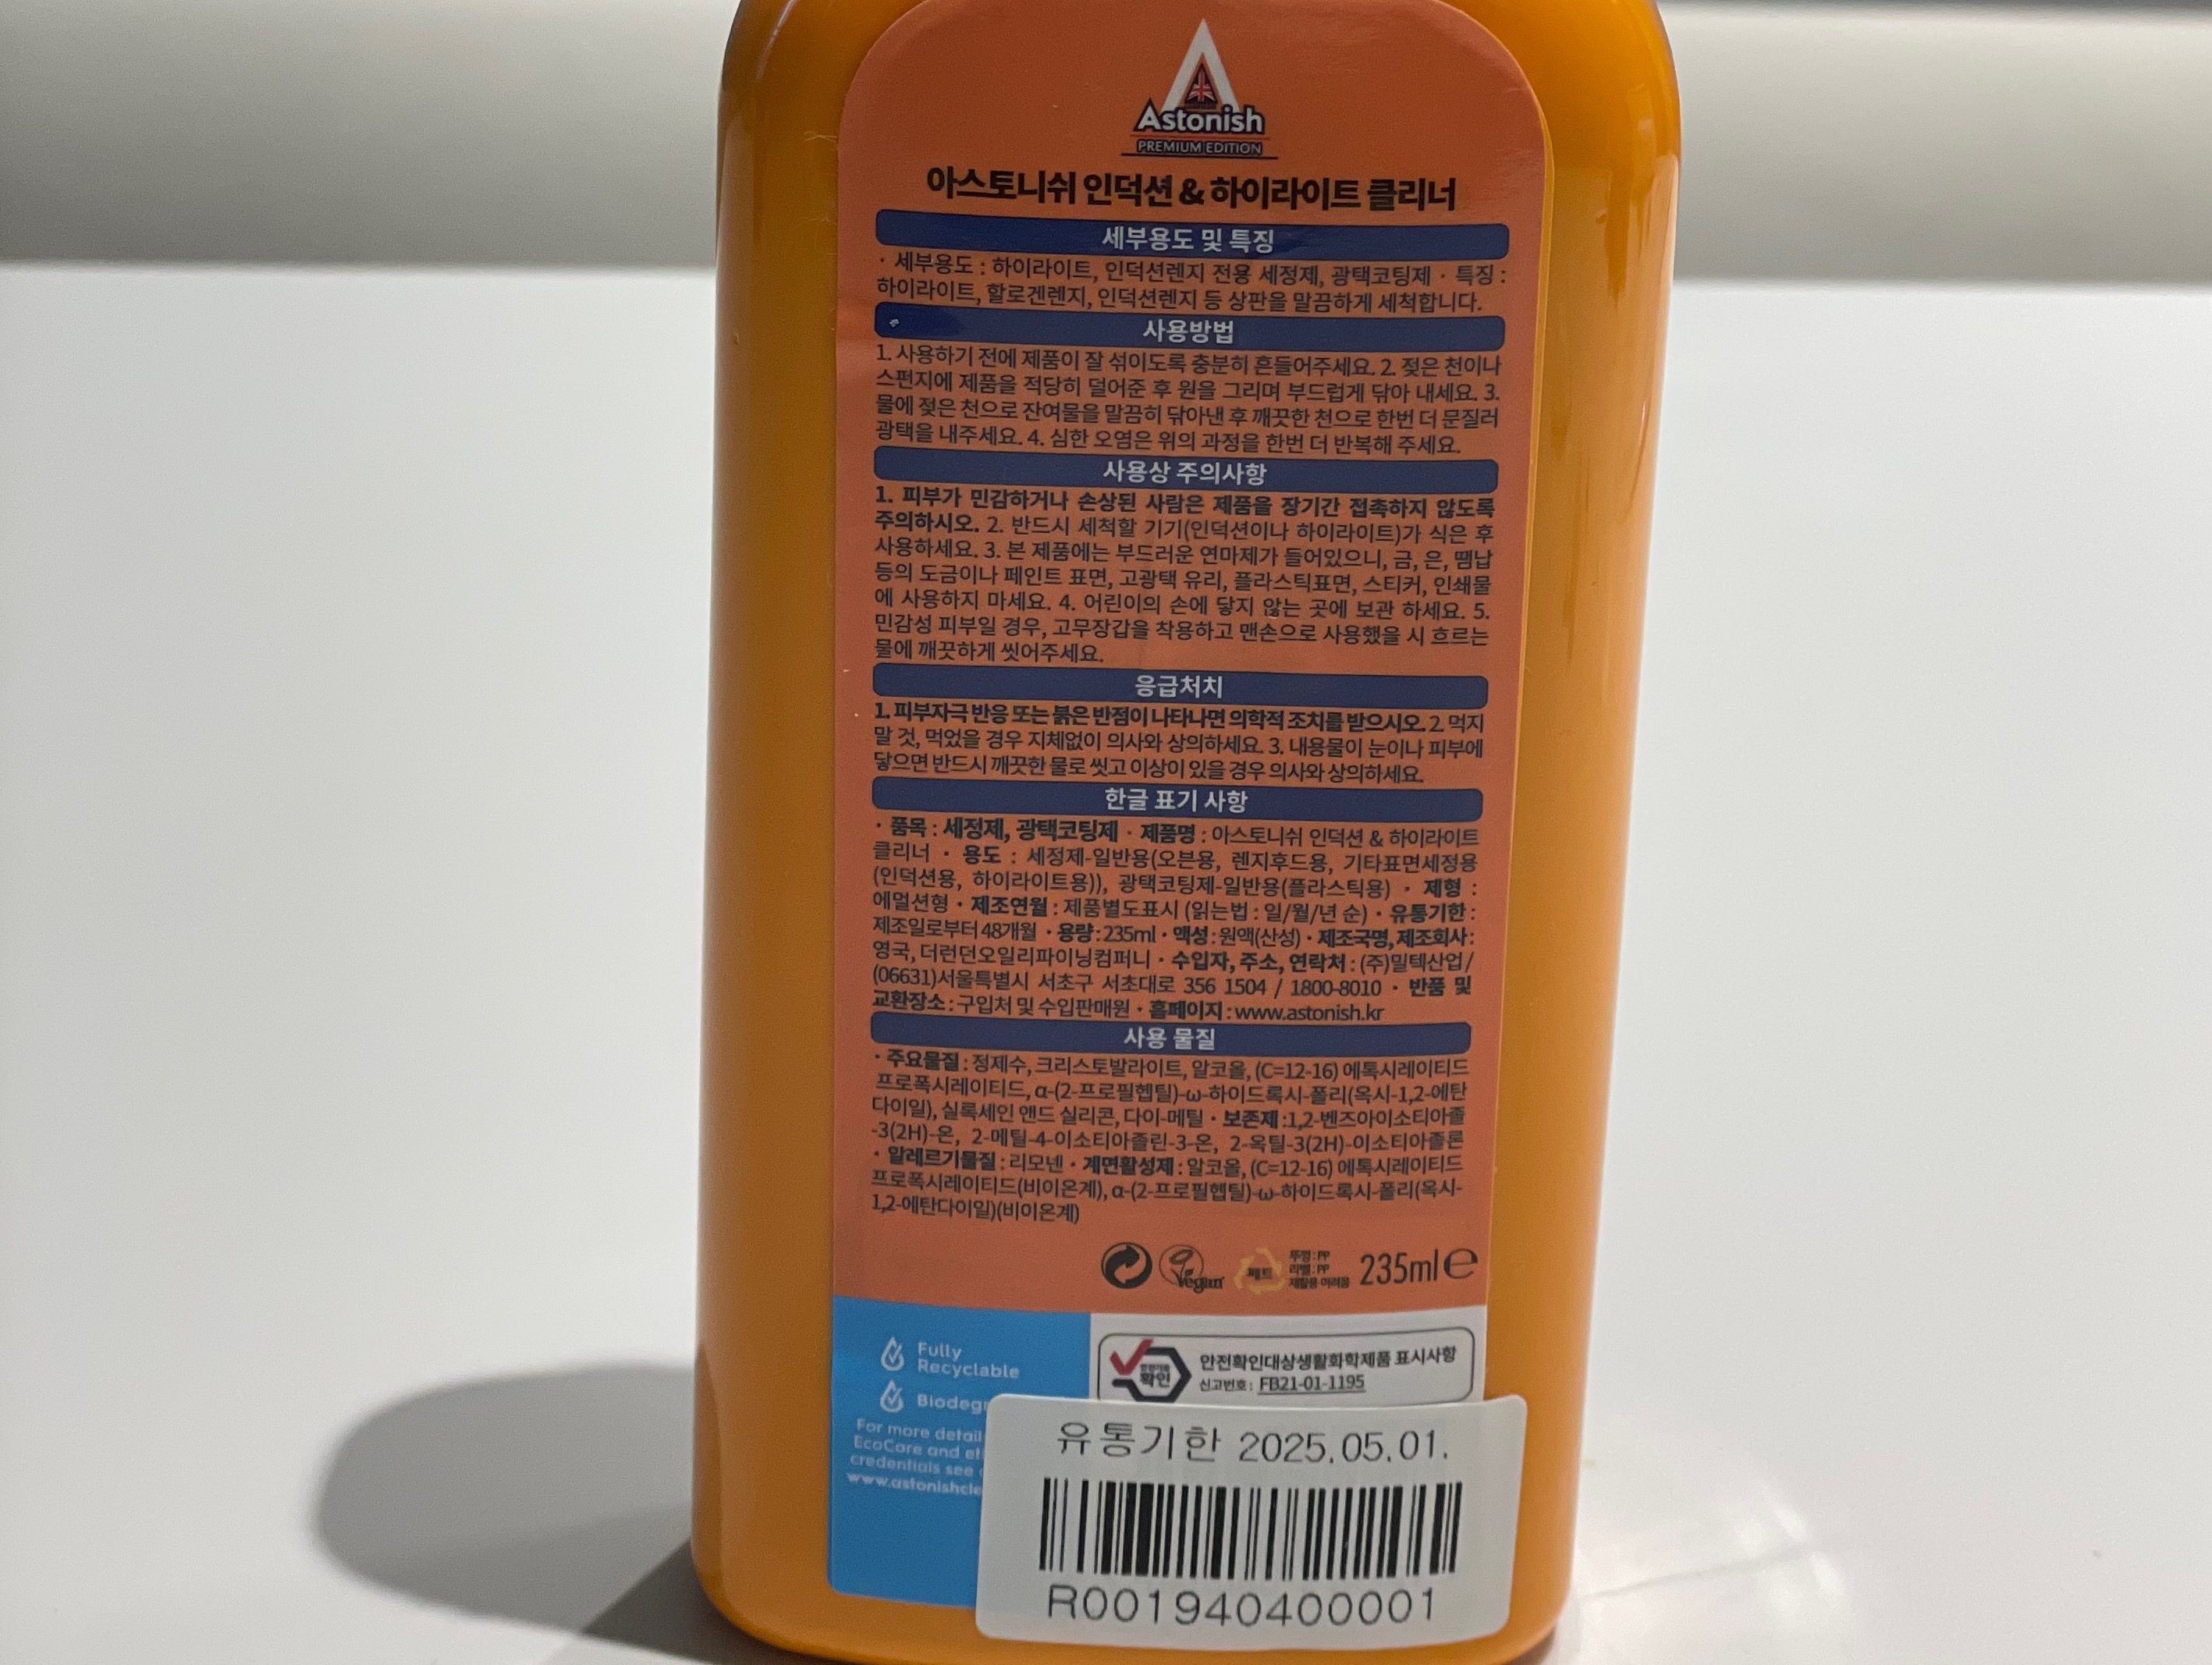 Astonish
PREMIUM EDITION
아스토니쉬 인덕션 & 하이라이트 클리너
세부용도 및 특징
· 세부용도 : 하이라이트, 인덕션렌지 전용 세정제, 광택코팅제 · 특징 :
하이라이트, 할로겐렌지, 인덕션렌지 등 상판을 말끔하게 세척합니다.
사용방법
1. 사용하기 전에 제품이 잘 섞이도록 충분히 흔들어주세요. 2. 젖은 천이나
스펀지에 제품을 적당히 덜어준 후 원을 그리며 부드럽게 닦아 내세요. 3.
물에 젖은 천으로 잔여물을 말끔히 닦아낸 후 깨끗한 천으로 한번 더 문질러
광택을 내주세요. 4. 심한 오염은 위의 과정을 한번 더 반복해 주세요.
사용상 주의사항
1. 피부가 민감하거나 손상된 사람은 제품을 장기간 접촉하지 않도록
주의하시오. 2. 반드시 세척할 기기(인덕션이나 하이라이트)가 식은 후
사용하세요. 3. 본 제품에는 부드러운 연마제가 들어있으니, 금, 은, 땜납
등의 도금이나 페인트 표면, 고광택 유리, 플라스틱표면, 스티커, 인쇄물
에 사용하지 마세요. 4. 어린이의 손에 닿지 않는 곳에 보관 하세요. 5.
민감성 피부일 경우, 고무장갑을 착용하고 맨손으로 사용했을 시 흐르는
물에 깨끗하게 씻어주세요.
응급처치
1. 피부자극 반응 또는 붉은 반점이 나타나면 의학적 조치를 받으시오. 2. 먹지
말 것, 먹었을 경우 지체없이 의사와 상의하세요. 3. 내용물이 눈이나 피부에
닿으면 반드시 깨끗한 물로 씻고 이상이 있을 경우 의사와 상의하세요.
한글 표기 사항
· 품목 : 세정제, 광택코팅제 · 제품명 : 아스토니쉬 인덕션 & 하이라이트
클리너 · 용도 : 세정제-일반용(오븐용, 렌지후드용, 기타표면세정용
(인덕션용, 하이라이트용)), 광택코팅제-일반용(플라스틱용) · 제형 :
에멀션형 · 제조연월 : 제품별도표시 (읽는법 : 일/월/년 순) · 유통기한 :
제조일로부터 48개월 · 용량 : 235ml · 액성 : 원액(산성) · 제조국명, 제조회사 :
영국, 더런던오일리파이닝컴퍼니 · 수입자, 주소, 연락처 : (주)밀텍산업/
(06631)서울특별시 서초구 서초대로 356 1504 / 1800-8010 · 반품 및
교환장소 : 구입처 및 수입판매원 · 홈페이지 : www.astonish.kr
사용 물질
· 주요물질 : 정제수, 크리스토발라이트, 알코올, (C=12-16) 에톡시레이티드
프로폭시레이티드, α-(2-프로필헵틸)-ω-하이드록시-폴리(옥시-1,2-에탄
다이일), 실록세인 앤드 실리콘, 다이-메틸 · 보존제 :1,2-벤즈아이소티아졸
-3(2H)-온, 2-메틸-4-이소티아졸린-3-온, 2-옥틸-3(2H)-이소티아졸론
· 알레르기물질 : 리모넨 · 계면활성제 : 알코올, (C=12-16) 에톡시레이티드
프로폭시레이티드(비이온계), α-(2-프로필헵틸)-ω-하이드록시-폴리(옥시-
1,2-에탄다이일)(비이온계)
Vegan
페트
뚜껑 : PP
라벨 : PP
재활용 어려움
235ml℮
Fully
Recyclable
Biodegr
For more detail
EcoCare and et
credentials see
www.astonishcle
확인
안전확인대상생활화학제품 표시사항
신고번호 : FB21-01-1195
유통기한 2025.05.01.
R001940400001